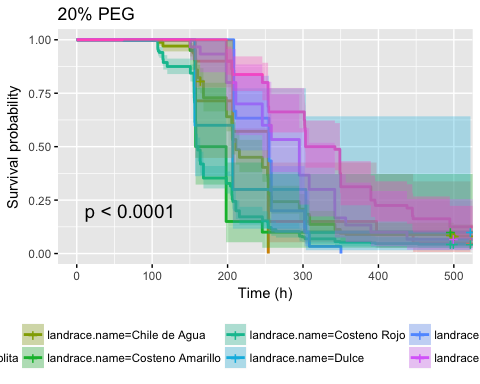 20% PEG
1.00
0.75
0.50
0.25
0.00
Survival probability
p < 0.0001
0 100 200 300 400 500
Time (h)
landrace.name=Chile de Agua landrace.name=Costeno Rojo landrace
olita landrace.name=Costeno Amarillo landrace.name=Dulce landrace